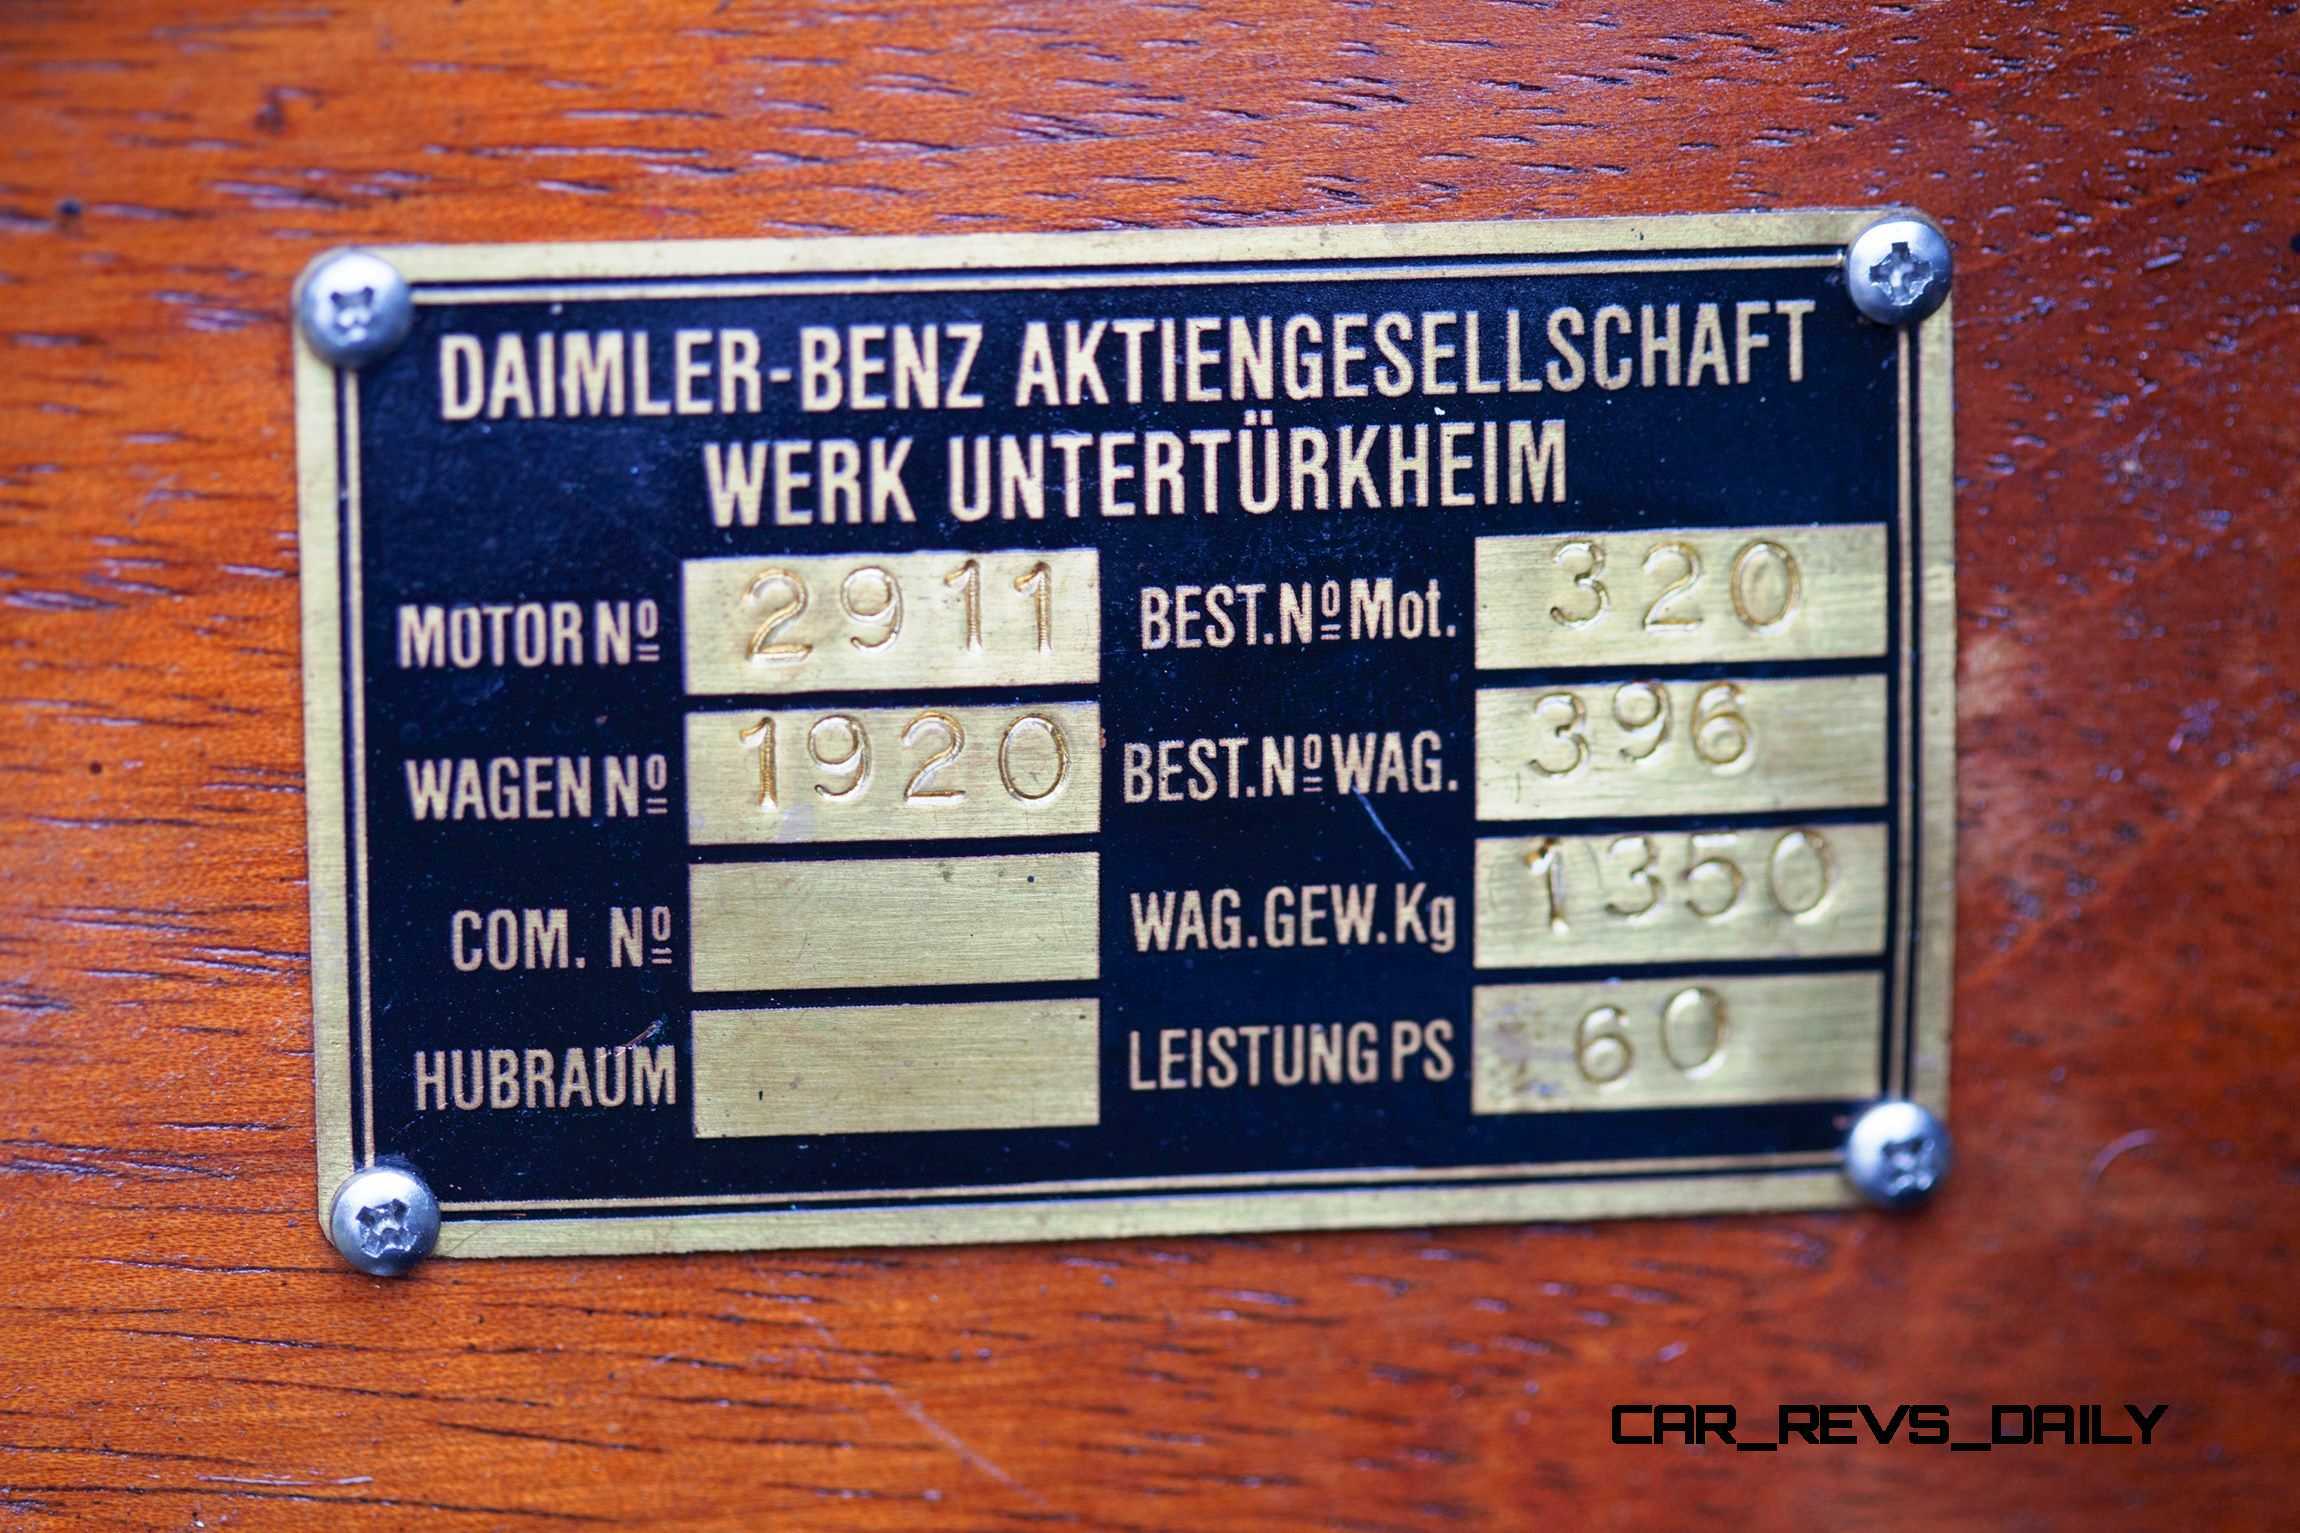 DAIMLER-BENZ AKTIENGESELLSCHAFT
WERK UNTERTÜRKHEIM
MOTOR Nº 2911 BEST. Nº Mot. 320
WAGEN Nº 1920 BEST. Nº WAG. 396
COM. Nº WAG. GEW. Kg 1350
HUBRAUM LEISTUNG PS 60
CAR_REVS_DAILY